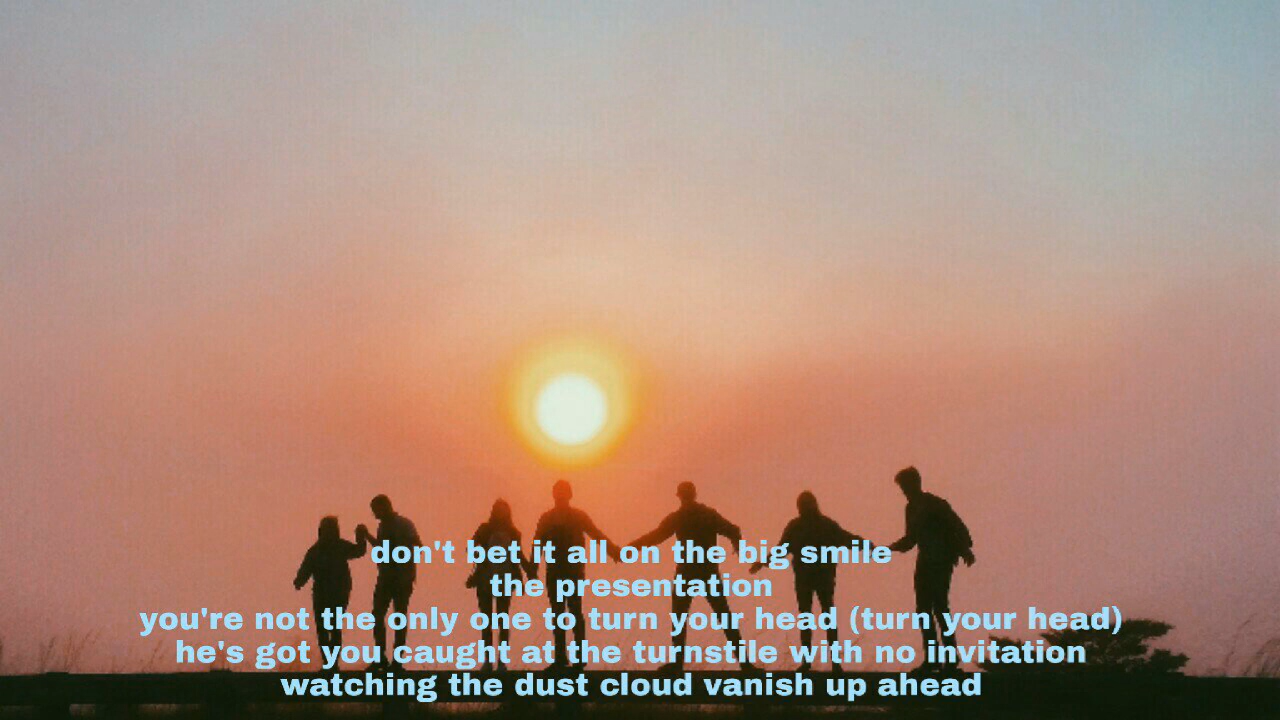 don't bet it all on the big smile
the presentation
you're not the only one to turn your head (turn your head)
he's got you caught at the turnstile with no invitation
watching the dust cloud vanish up ahead